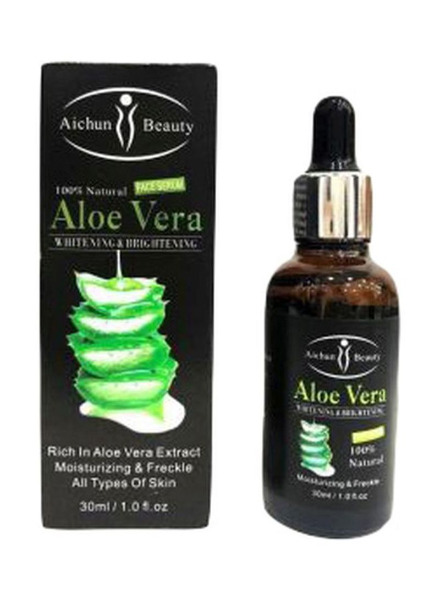 Aichun Beauty
100% Natural FACE SERUM
Aloe Vera
WHITENING & BRIGHTENING
Rich In Aloe Vera Extract
Moisturizing & Freckle
All Types Of Skin
30ml / 1.0 fl.oz
Aichun Beauty
Aloe Vera
WHITENING & BRIGHTENING
100%
Natural
Moisturizing & Freckle
30ml / 1.0 fl.oz